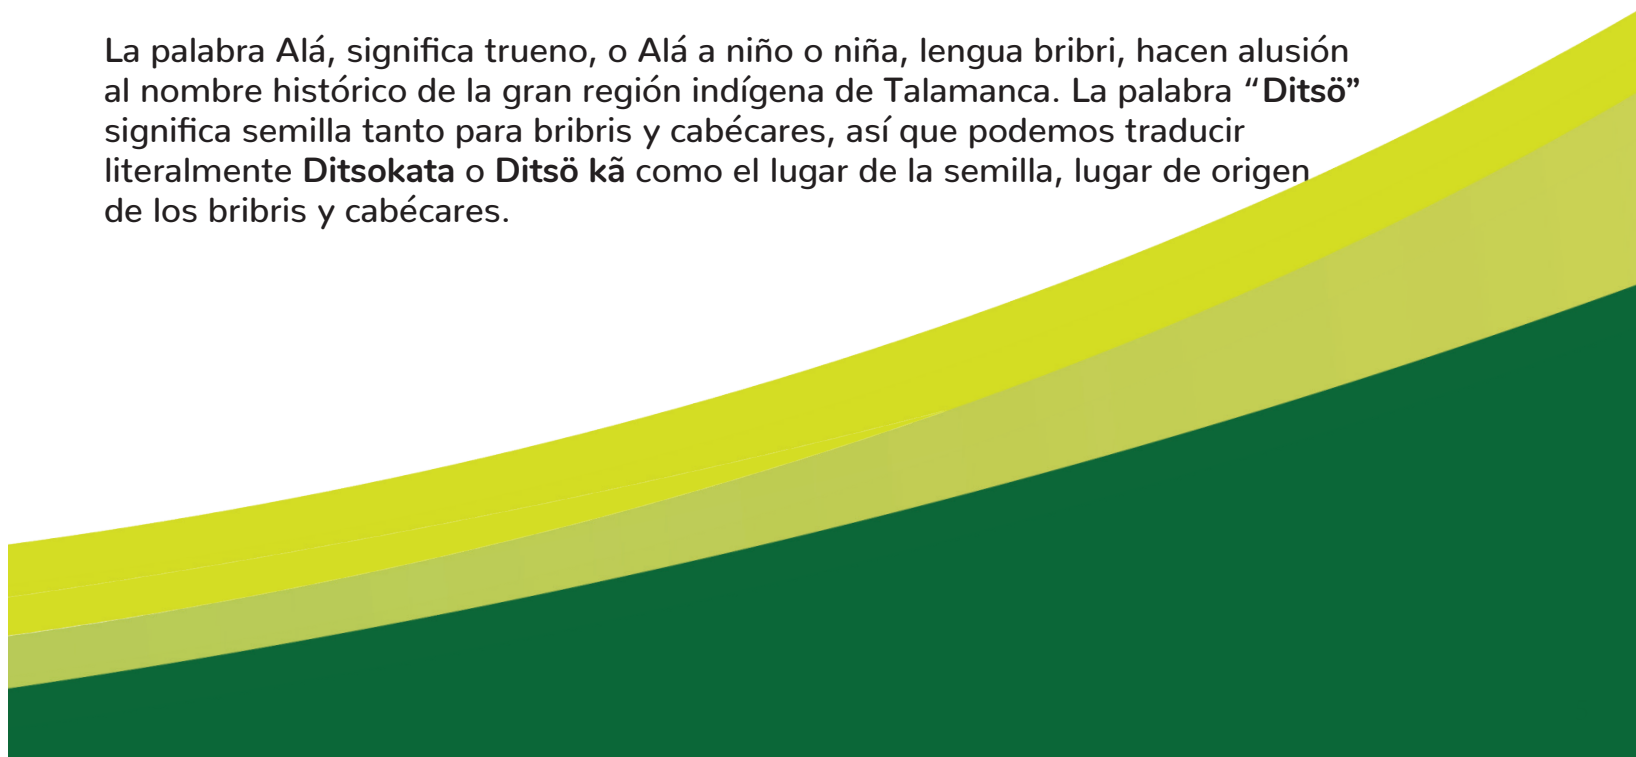 La palabra Alá, significa trueno, o Alá a niño o niña, lengua bribri, hacen alusión
al nombre histórico de la gran región indígena de Talamanca. La palabra “Ditsö”
significa semilla tanto para bribris y cabécares, así que podemos traducir
literalmente Ditsokata o Ditsö kã como el lugar de la semilla, lugar de origen
de los bribris y cabécares.